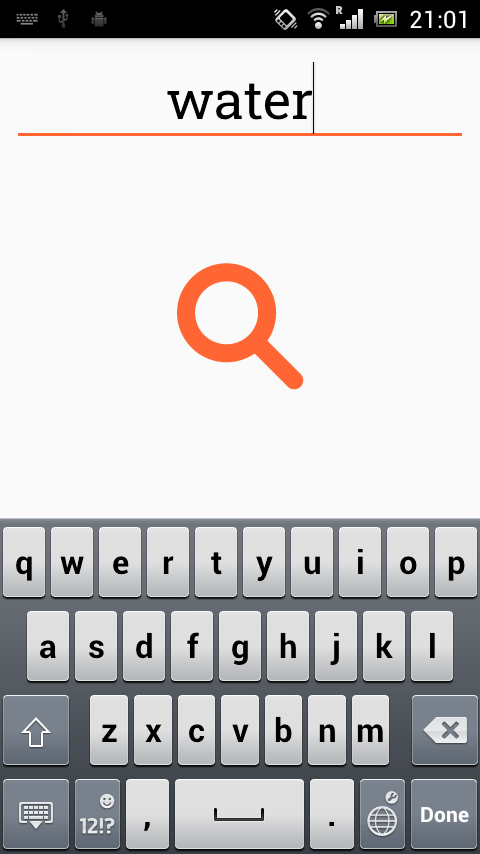 R 21:01
water
q w e r t y u i o p
a s d f g h j k l
z x c v b n m
12!? , . Done